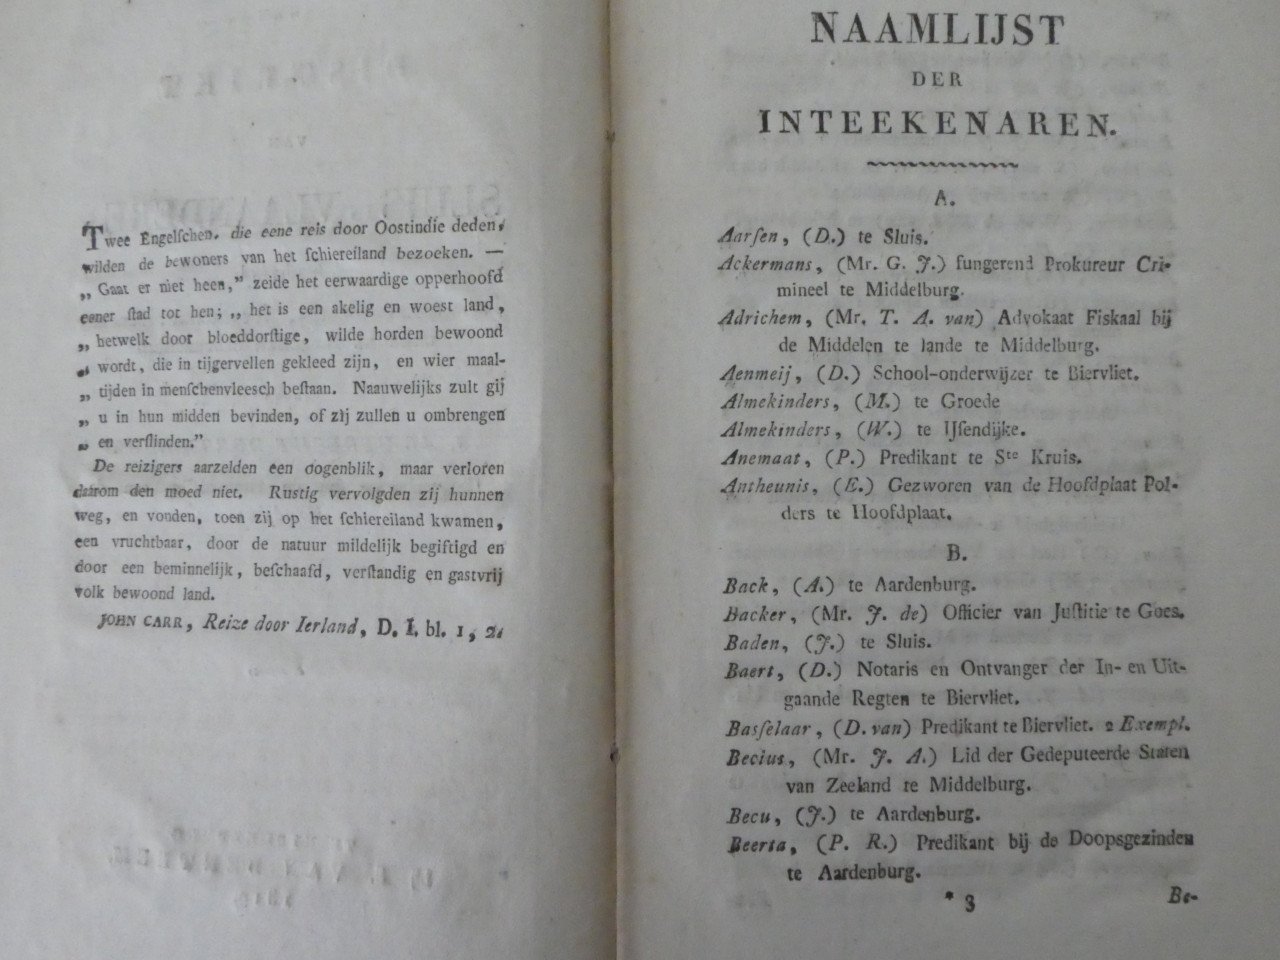 Twee Engelſchen, die eene reis door Oostindie deden,
wilden de bewoners van het ſchiereiland bezoeken. —
„ Gaat er niet heen,” zeide het eerwaardige opperhoofd
eener ſtad tot hen; „ het is een akelig en woest land,
„ hetwelk door bloeddorſtige, wilde horden bewoond
„ wordt, die in tijgervellen gekleed zijn, en wier maal-
„ tijden in menſchenvleesch beſtaan. Naauwelijks zult gij
„ u in hun midden bevinden, of zij zullen u ombrengen
„ en verſlinden.”
De reizigers aarzelden een oogenblik, maar verloren
daarom den moed niet. Rustig vervolgden zij hunnen
weg, en vonden, toen zij op het ſchiereiland kwamen,
een vruchtbaar, door de natuur mildelijk begiftigd en
door een beminnelijk, beſchaafd, verſtandig en gastvrij
volk bewoond land.
JOHN CARR, Reize door Ierland, D. I. bl. 1, 2.
NAAMLIJST
DER
INTEEKENAREN.
A.
Aarſen, (D.) te Sluis.
Ackermans, (Mr. G. J.) fungerend Prokureur Cri-
mineel te Middelburg.
Adrichem, (Mr. T. A. van) Advokaat Fiskaal bij
de Middelen te lande te Middelburg.
Aenmeij, (D.) School-onderwijzer te Biervliet.
Almekinders, (M.) te Groede
Almekinders, (W.) te IJſendijke.
Anemaat, (P.) Predikant te Ste Kruis.
Antheunis, (E.) Gezworen van de Hoofdplaat Pol-
ders te Hoofdplaat.
B.
Back, (A.) te Aardenburg.
Backer, (Mr. J. de) Officier van Juſtitie te Goes.
Baden, (J.) te Sluis.
Baert, (D.) Notaris en Ontvanger der In- en Uit-
gaande Regten te Biervliet.
Basſelaar, (D. van) Predikant te Biervliet. 2 Exempl.
Becius, (Mr. J. A.) Lid der Gedeputeerde Staten
van Zeeland te Middelburg.
Becu, (J.) te Aardenburg.
Beerta, (P. R.) Predikant bij de Doopsgezinden
te Aardenburg.
* 3
Be-